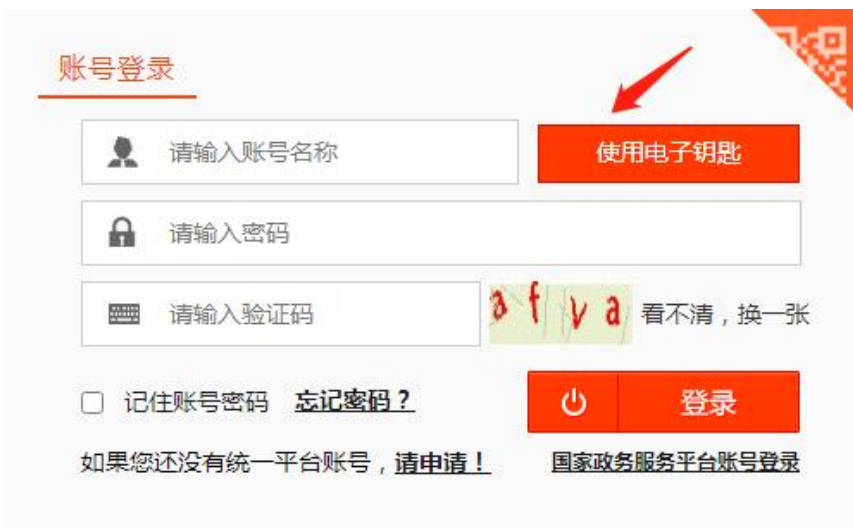 账号登录
请输入账号名称 使用电子钥匙
请输入密码
请输入验证码 afva 看不清，换一张
记住账号密码 忘记密码？ 登录
如果您还没有统一平台账号，请申请！ 国家政务服务平台账号登录